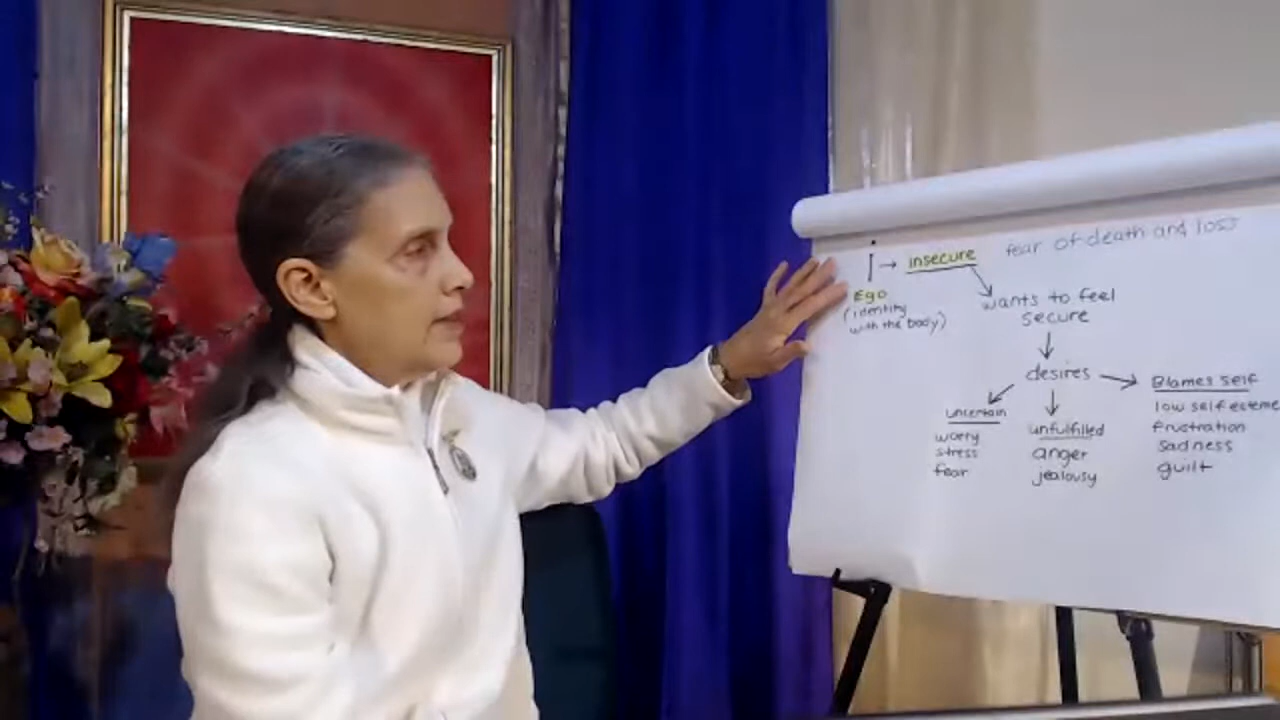 i → insecure fear of death and loss
Ego
(identity
with the body)
wants to feel
secure
desires
uncertain
worry
stress
fear
unfulfilled
anger
jealousy
Blames self
low self esteme
frustration
sadness
guilt